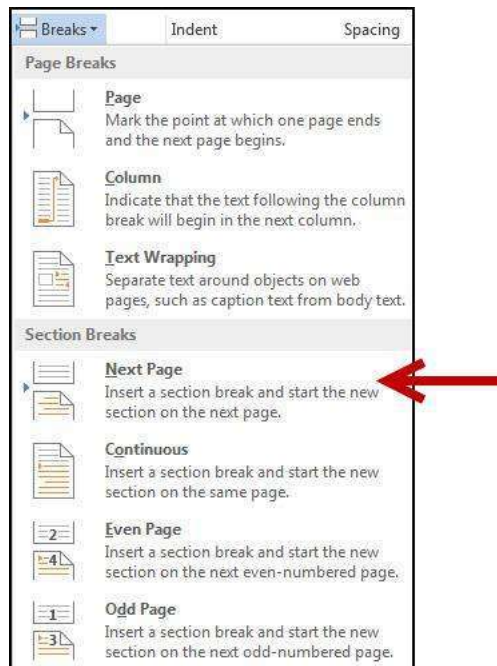 Breaks Indent Spacing
Page Breaks
Page
Mark the point at which one page ends
and the next page begins.
Column
Indicate that the text following the column
break will begin in the next column.
Text Wrapping
Separate text around objects on web
pages, such as caption text from body text.
Section Breaks
Next Page
Insert a section break and start the new
section on the next page.
Continuous
Insert a section break and start the new
section on the same page.
2
4
Even Page
Insert a section break and start the new
section on the next even-numbered page.
1
3
Odd Page
Insert a section break and start the new
section on the next odd-numbered page.